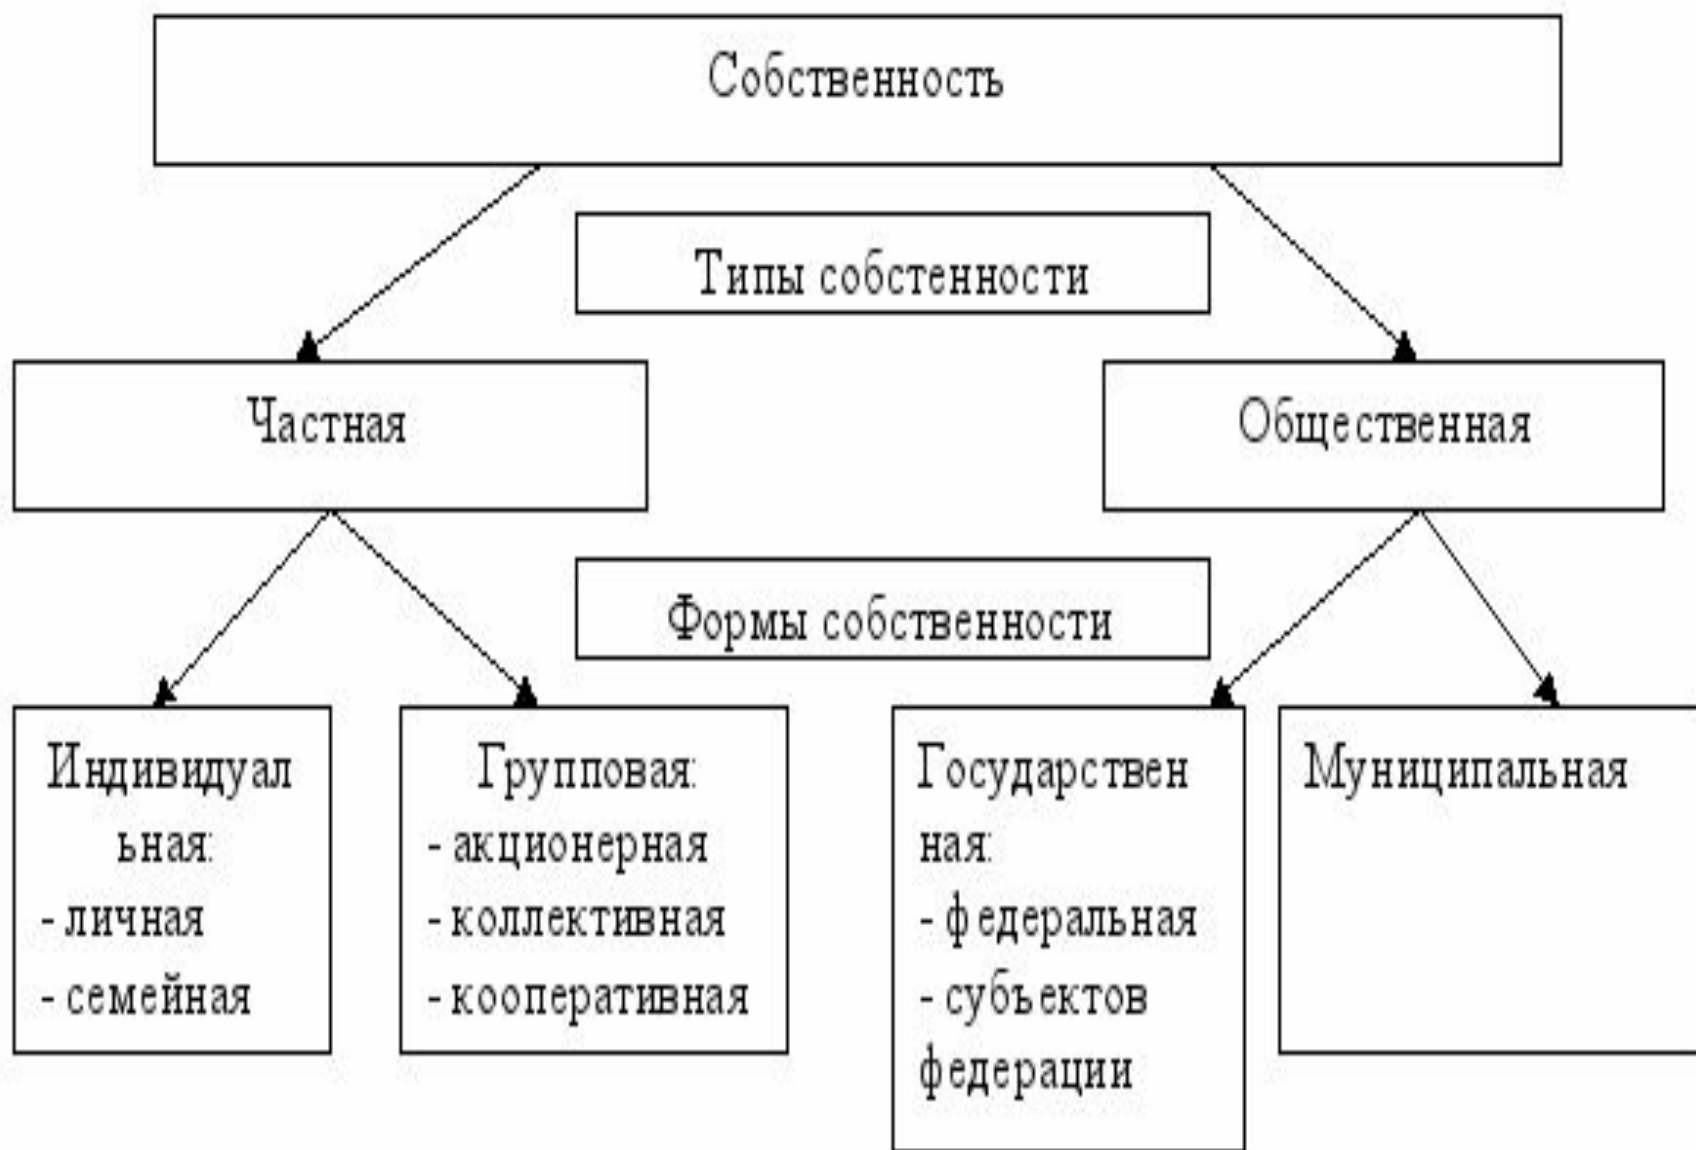 Собственность
Типы собстенности
Частная
Общественная
Формы собственности
Индивидуал
ьная:
- личная
- семейная
Групповая:
- акционерная
- коллективная
- кооперативная
Государствен
ная:
- федеральная
- субъектов
федерации
Муниципальная